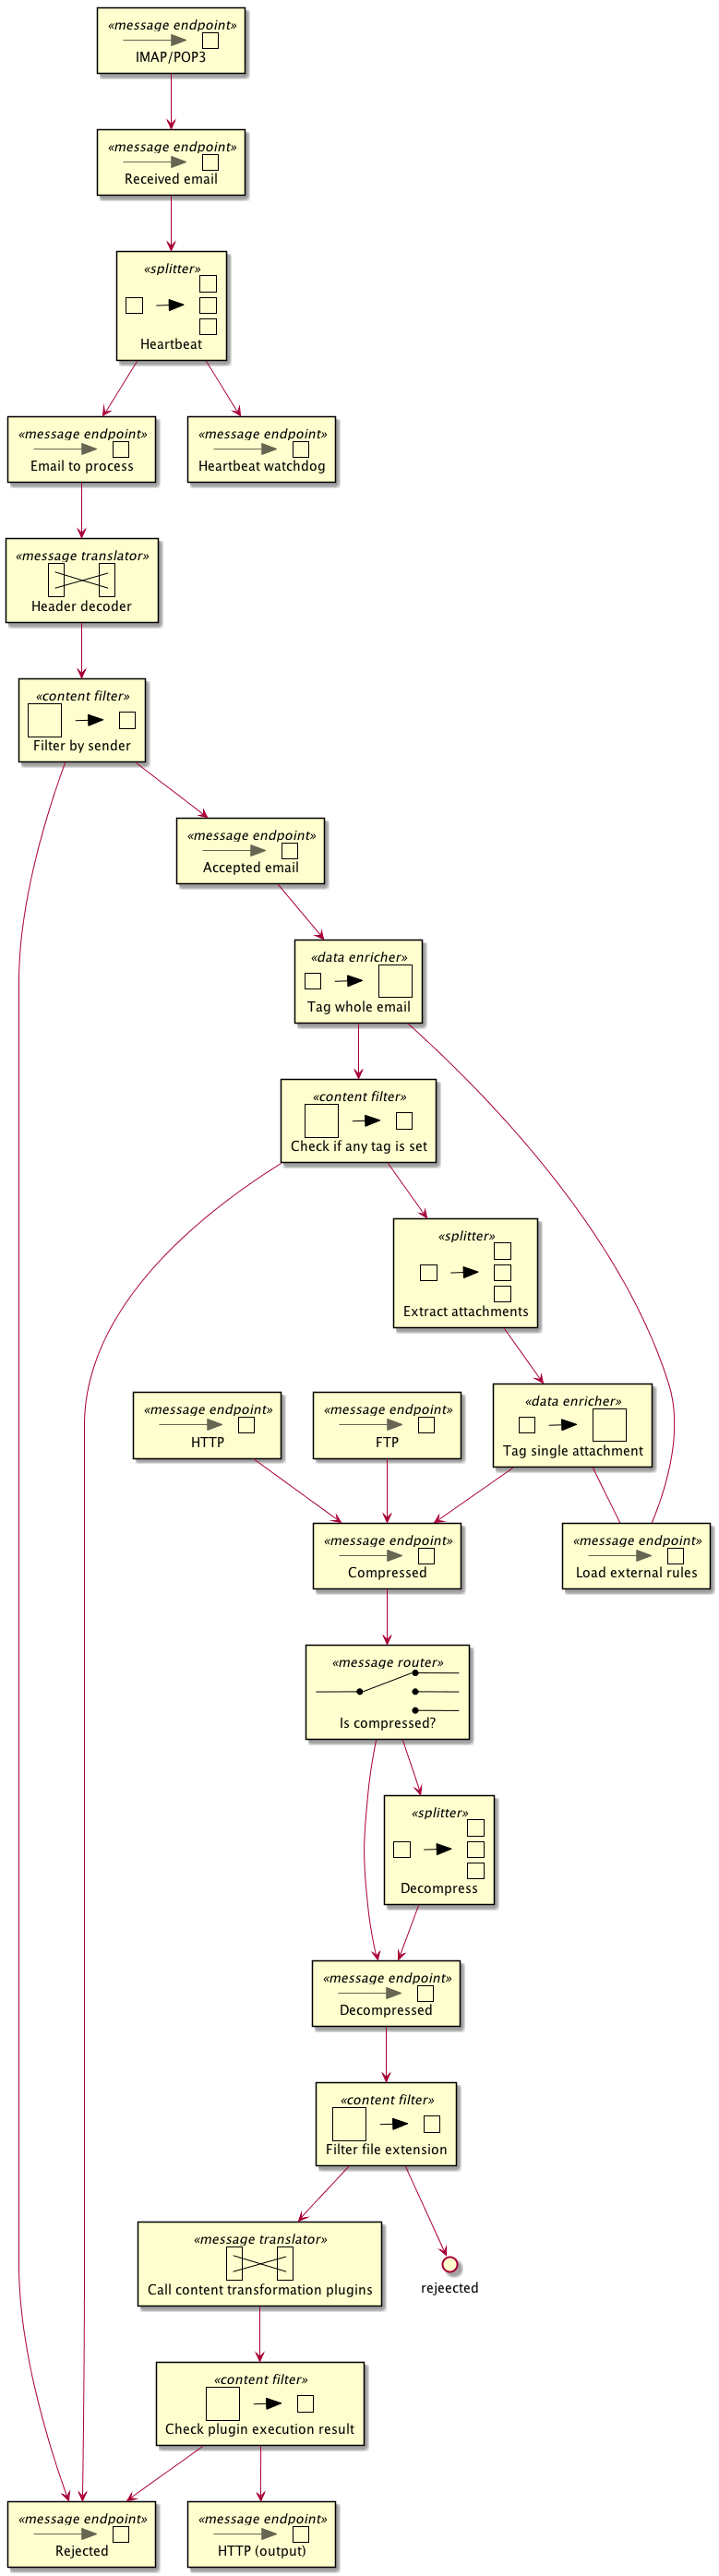 «message endpoint»
IMAP/POP3
«message endpoint»
Received email
«splitter»
Heartbeat
«message endpoint»
Email to process
«message endpoint»
Heartbeat watchdog
«message translator»
Header decoder
«content filter»
Filter by sender
«message endpoint»
Accepted email
«data enricher»
Tag whole email
«content filter»
Check if any tag is set
«splitter»
Extract attachments
«message endpoint»
HTTP
«message endpoint»
FTP
«data enricher»
Tag single attachment
«message endpoint»
Compressed
«message endpoint»
Load external rules
«message router»
Is compressed?
«splitter»
Decompress
«message endpoint»
Decompressed
«content filter»
Filter file extension
«message translator»
Call content transformation plugins
rejeected
«content filter»
Check plugin execution result
«message endpoint»
Rejected
«message endpoint»
HTTP (output)